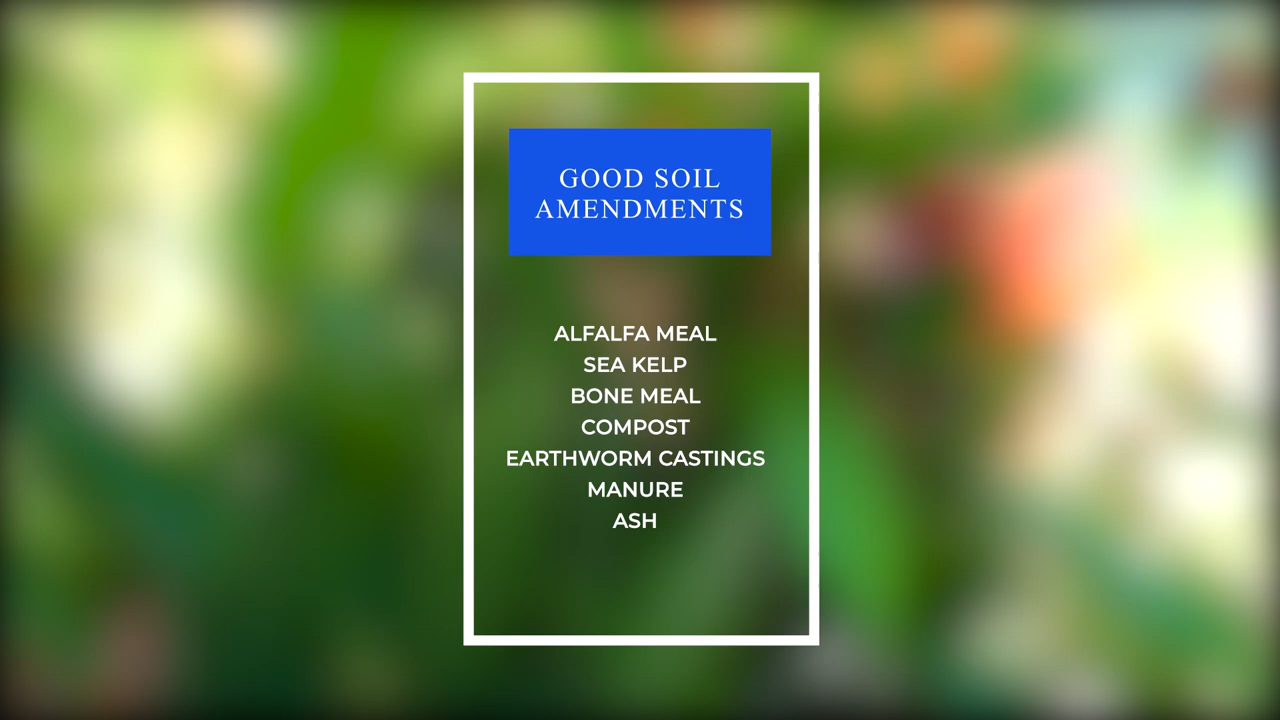 GOOD SOIL
AMENDMENTS
ALFALFA MEAL
SEA KELP
BONE MEAL
COMPOST
EARTHWORM CASTINGS
MANURE
ASH